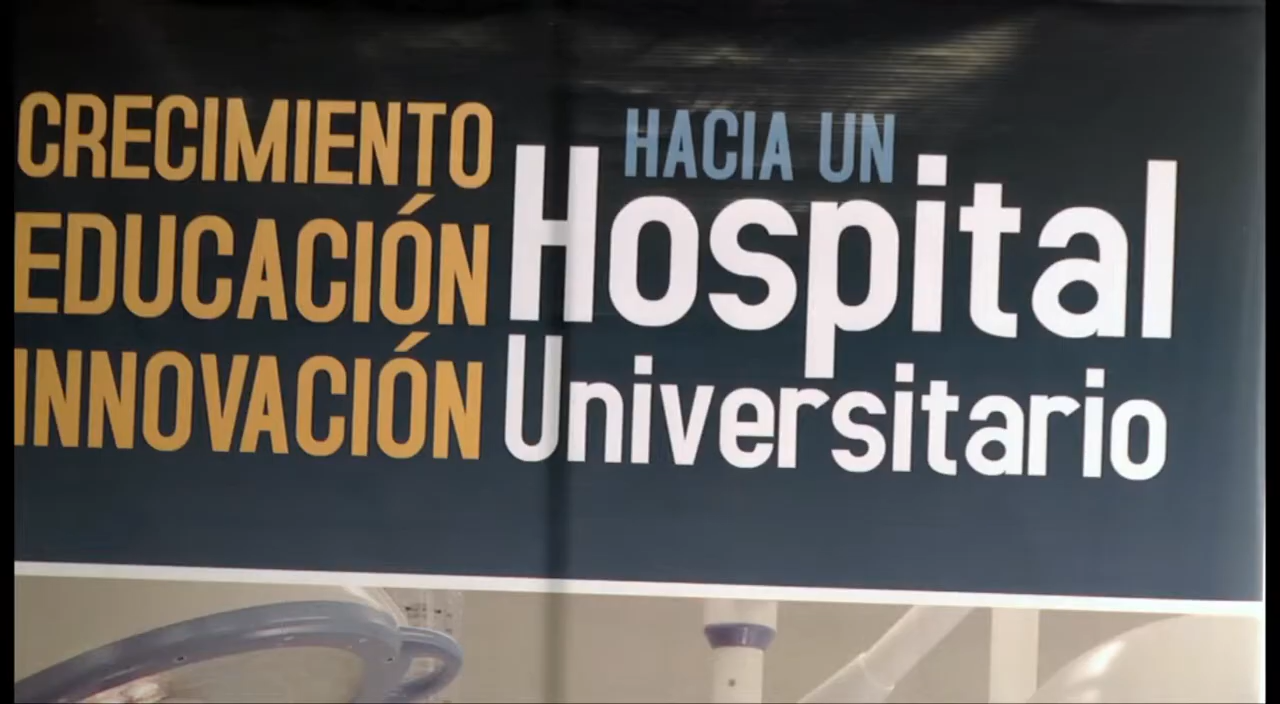 CRECIMIENTO
EDUCACIÓN
INNOVACIÓN
HACIA UN
Hospital
Universitario